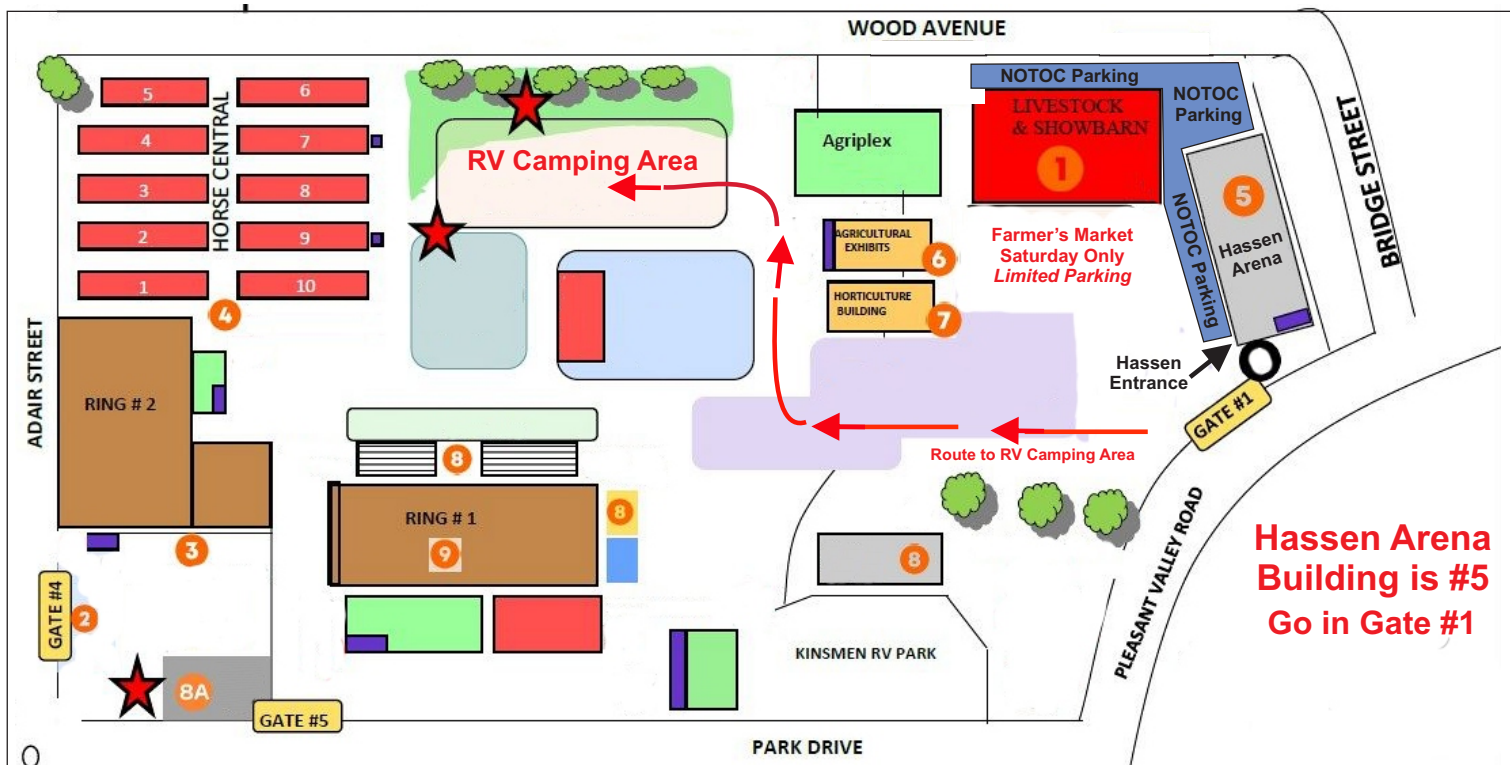 WOOD AVENUE
5
6
4
7
3
8
2
9
1
10
HORSE CENTRAL
4
RV Camping Area
Agriplex
NOTOC Parking
NOTOC
Parking
LIVESTOCK
& SHOWBARN
1
NOTOC Parking
5
Hassen
Arena
BRIDGE STREET
AGRICULTURAL
EXHIBITS
6
HORTICULTURE
BUILDING
7
Farmer's Market
Saturday Only
Limited Parking
Hassen
Entrance
GATE #1
ADAIR STREET
RING # 2
3
GATE #4
2
8A
GATE #5
8
RING # 1
9
8
Route to RV Camping Area
8
KINSMEN RV PARK
PLEASANT VALLEY ROAD
Hassen Arena
Building is #5
Go in Gate #1
PARK DRIVE